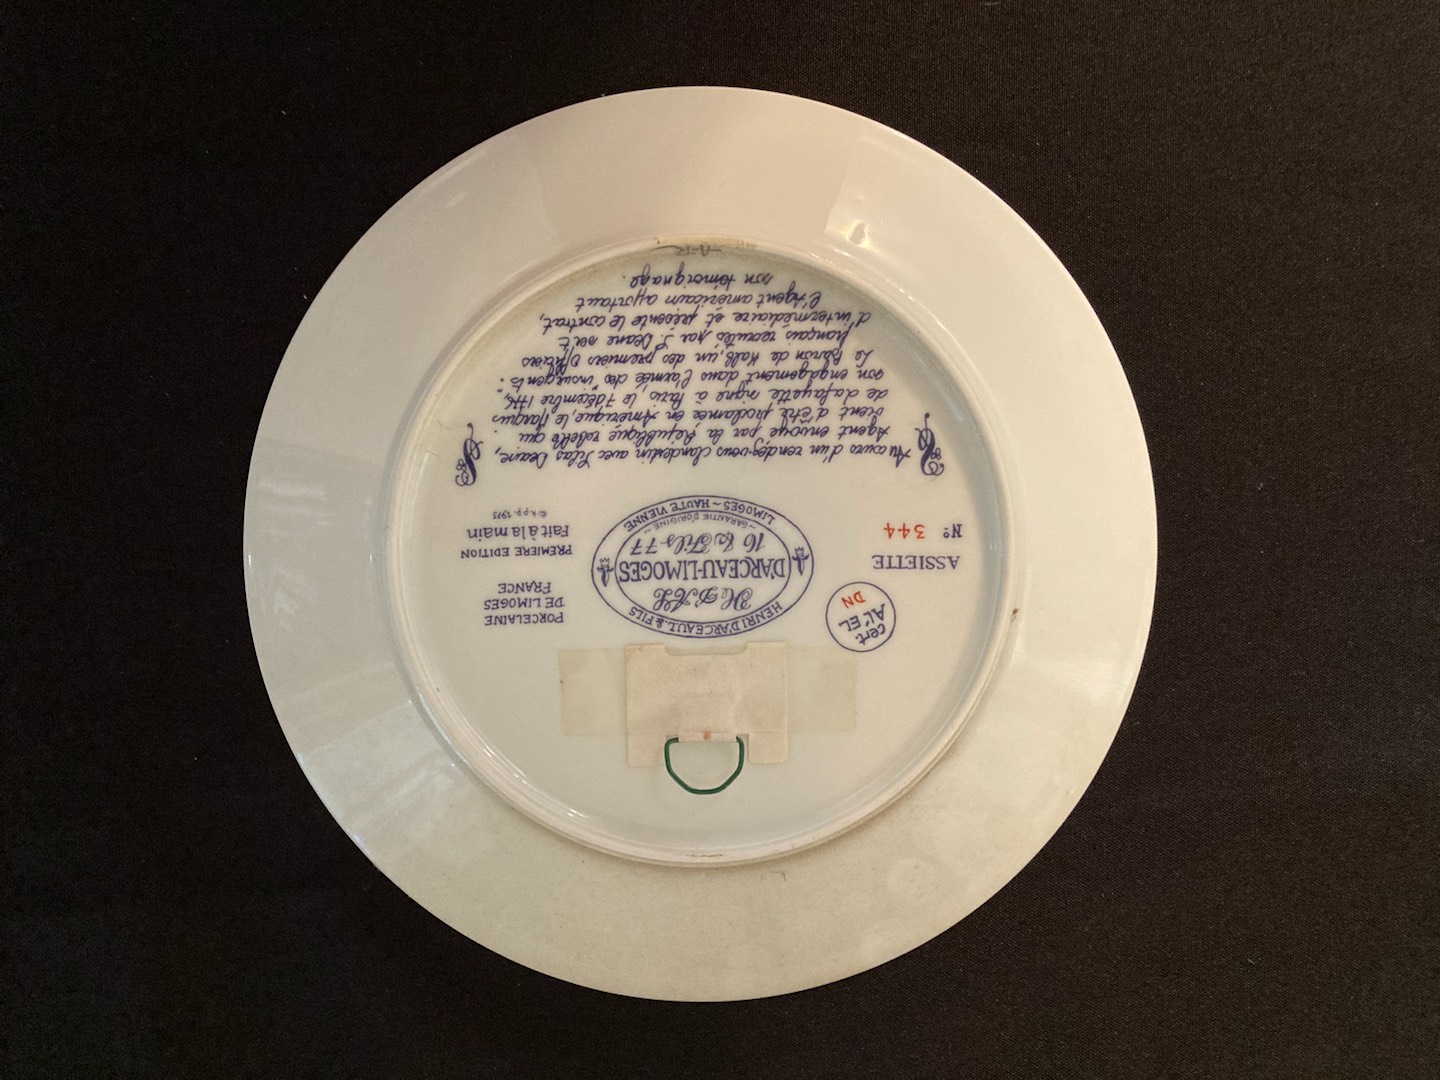 HENRI D'ARCEAU.L & FILS
H D'A&L
D'ARCEAU-LIMOGES
16 & Fils 77
-GARANTIE D'ORIGINE-
LIMOGES - HAUTE VIENNE
cert.
AL'EL
DN
ASSIETTE
Nº 344
PORCELAINE
DE LIMOGES
FRANCE
PREMIERE EDITION
Fait à la main
© k.p.p. 1975
Au cours d'un rendez-vous clandestin avec Silas Deane,
Agent envoyé par la République rebelle qui
vient d'être proclamée en Amérique, le Marquis
de Lafayette signe à Paris, le 7 décembre 1776,
son engagement dans l'armée des "insurgents".
Le Baron de Kalb, un des premiers officiers
français recrutés par S. Deane sert
d'intermédiaire et présente le contrat,
l'Agent américain apportant
son témoignage.